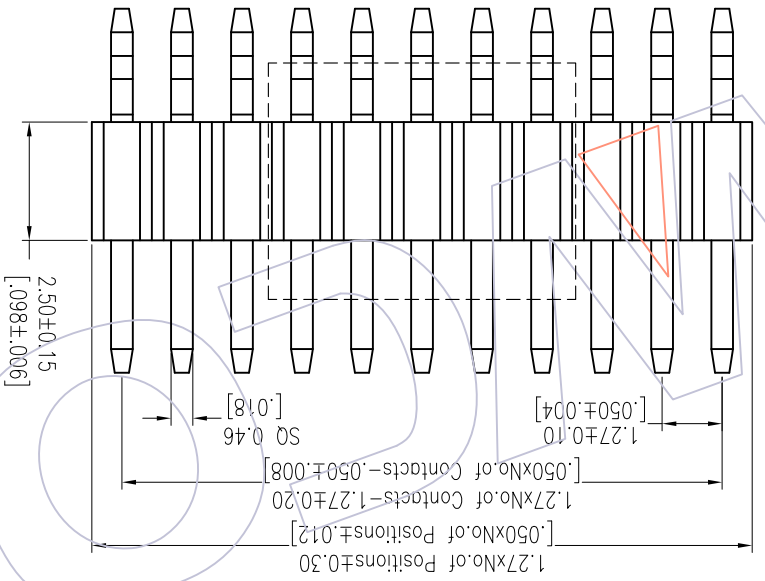 1.27xNo.of Positions±0.30
[.050xNo.of Positions±.012]
1.27xNo.of Contacts-1.27±0.20
[.050xNo.of Contacts-.050±.008]
1.27±0.10
[.050±.004]
SQ 0.46
[.018]
2.50±0.15
[.098±.006]